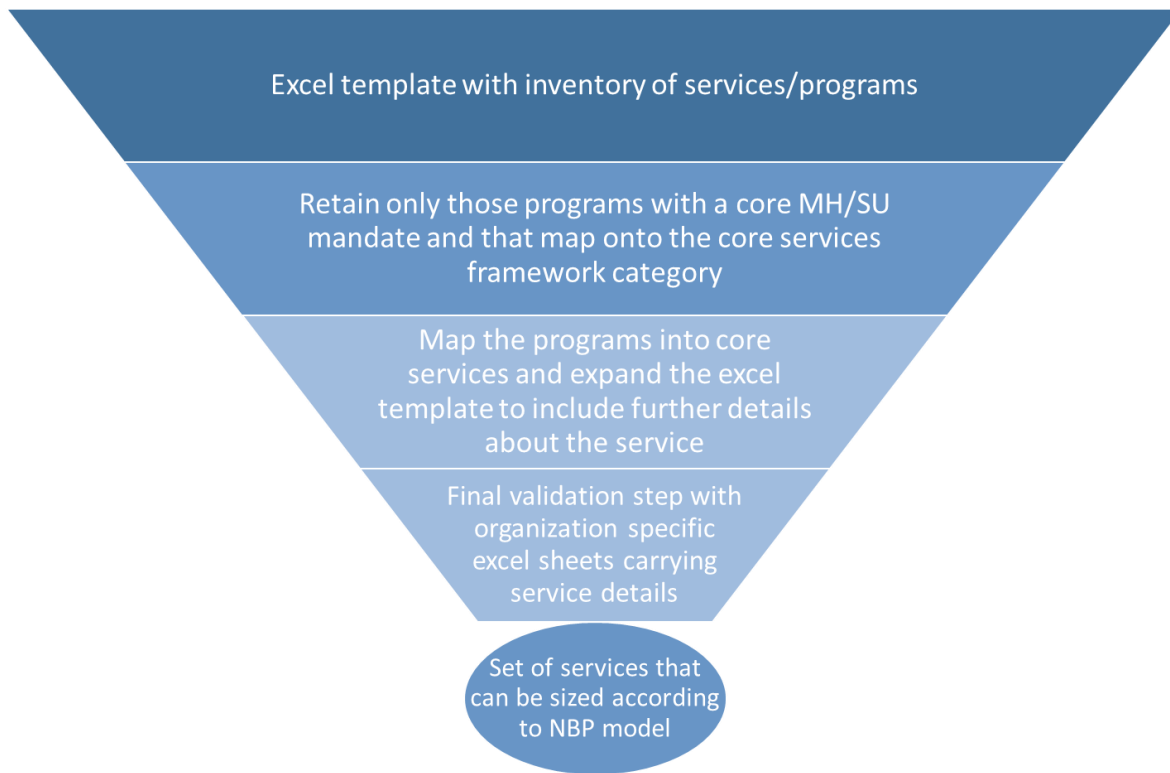 Excel template with inventory of services/programs
Retain only those programs with a core MH/SU
mandate and that map onto the core services
framework category
Map the programs into core
services and expand the excel
template to include further details
about the service
Final validation step with
organization specific
excel sheets carrying
service details
Set of services that
can be sized according
to NBP model